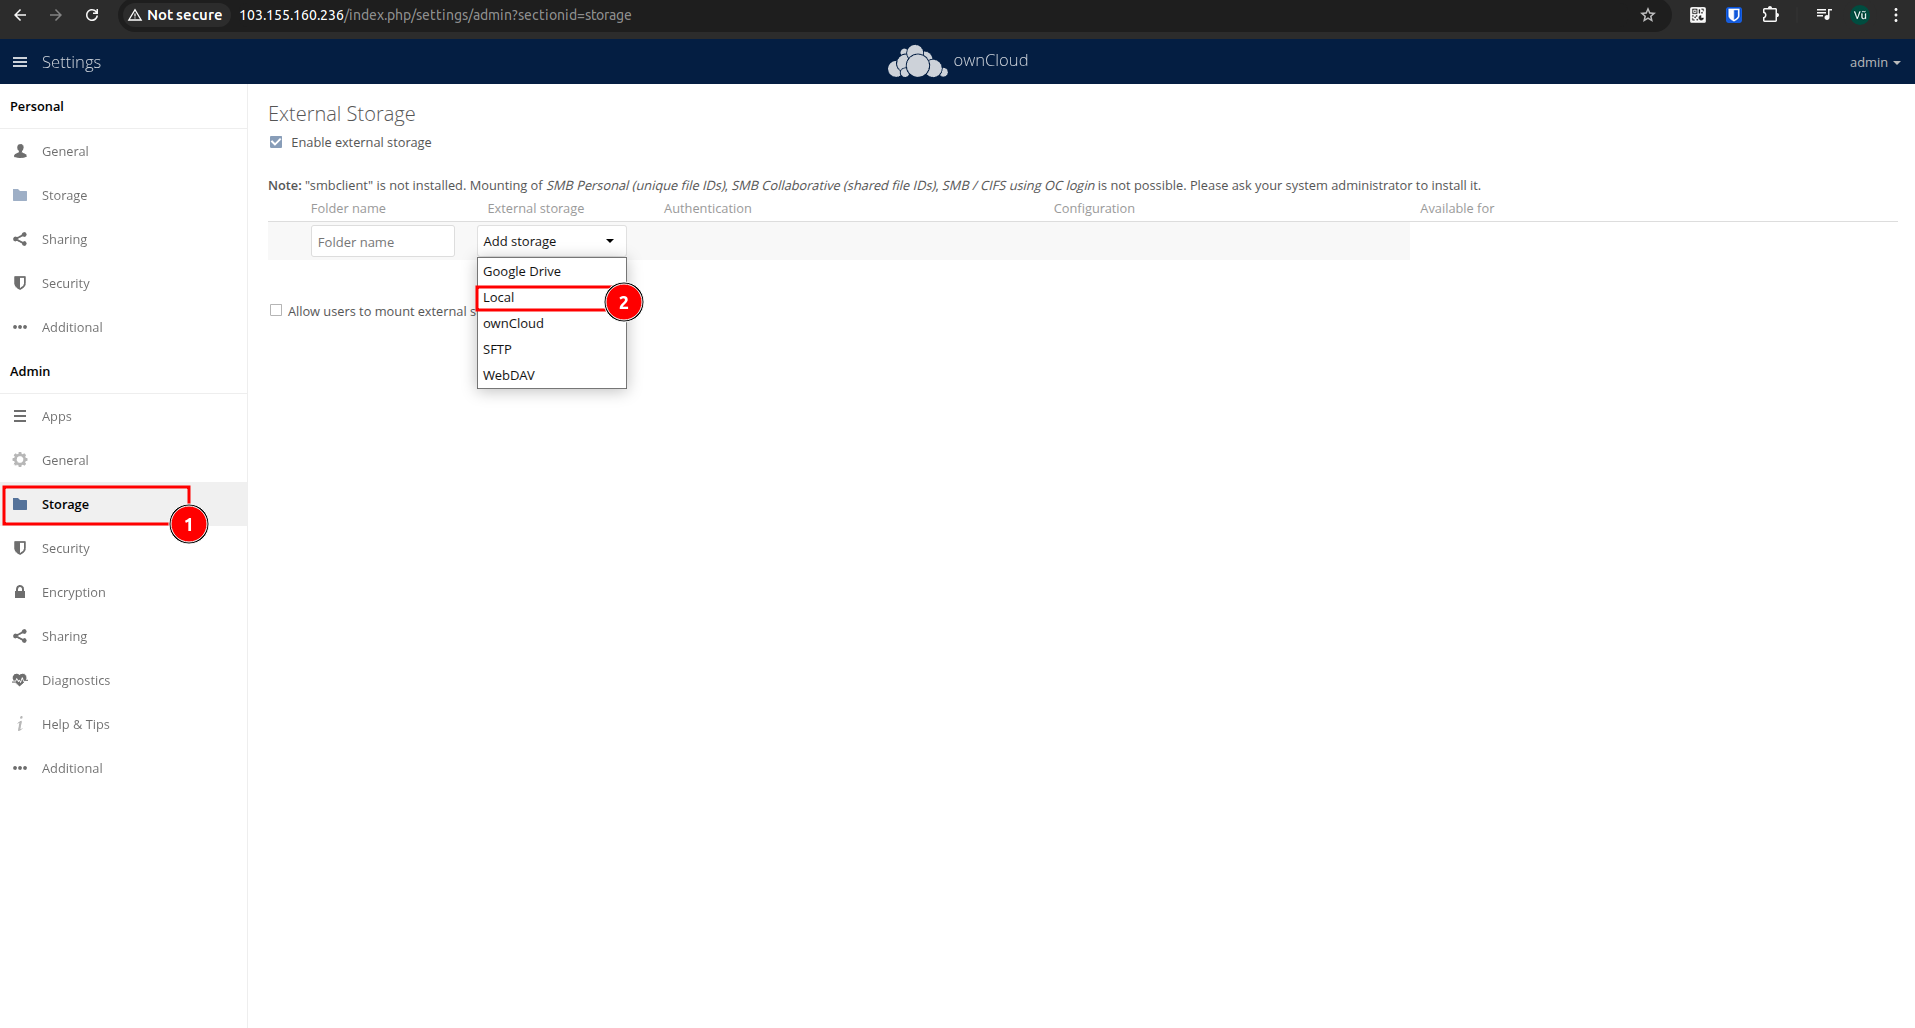 Not secure 103.155.160.236/index.php/settings/admin?sectionid=storage Vũ
Settings
ownCloud
admin
Personal
General
Storage
Sharing
Security
Additional
Admin
Apps
General
Storage
1
Security
Encryption
Sharing
Diagnostics
Help & Tips
Additional
External Storage
Enable external storage
Note: "smbclient" is not installed. Mounting of SMB Personal (unique file IDs), SMB Collaborative (shared file IDs), SMB / CIFS using OC login is not possible. Please ask your system administrator to install it.
Folder name External storage Authentication Configuration Available for
Folder name Add storage
Google Drive
Local
2
ownCloud
SFTP
WebDAV
Allow users to mount external s